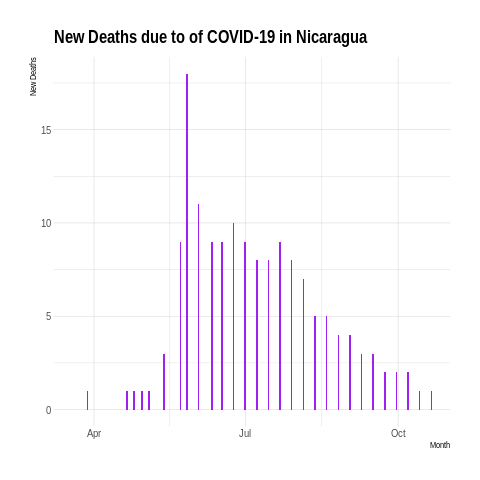 New Deaths due to of COVID-19 in Nicaragua
New Deaths
15
10
5
0
Apr Jul Oct
Month